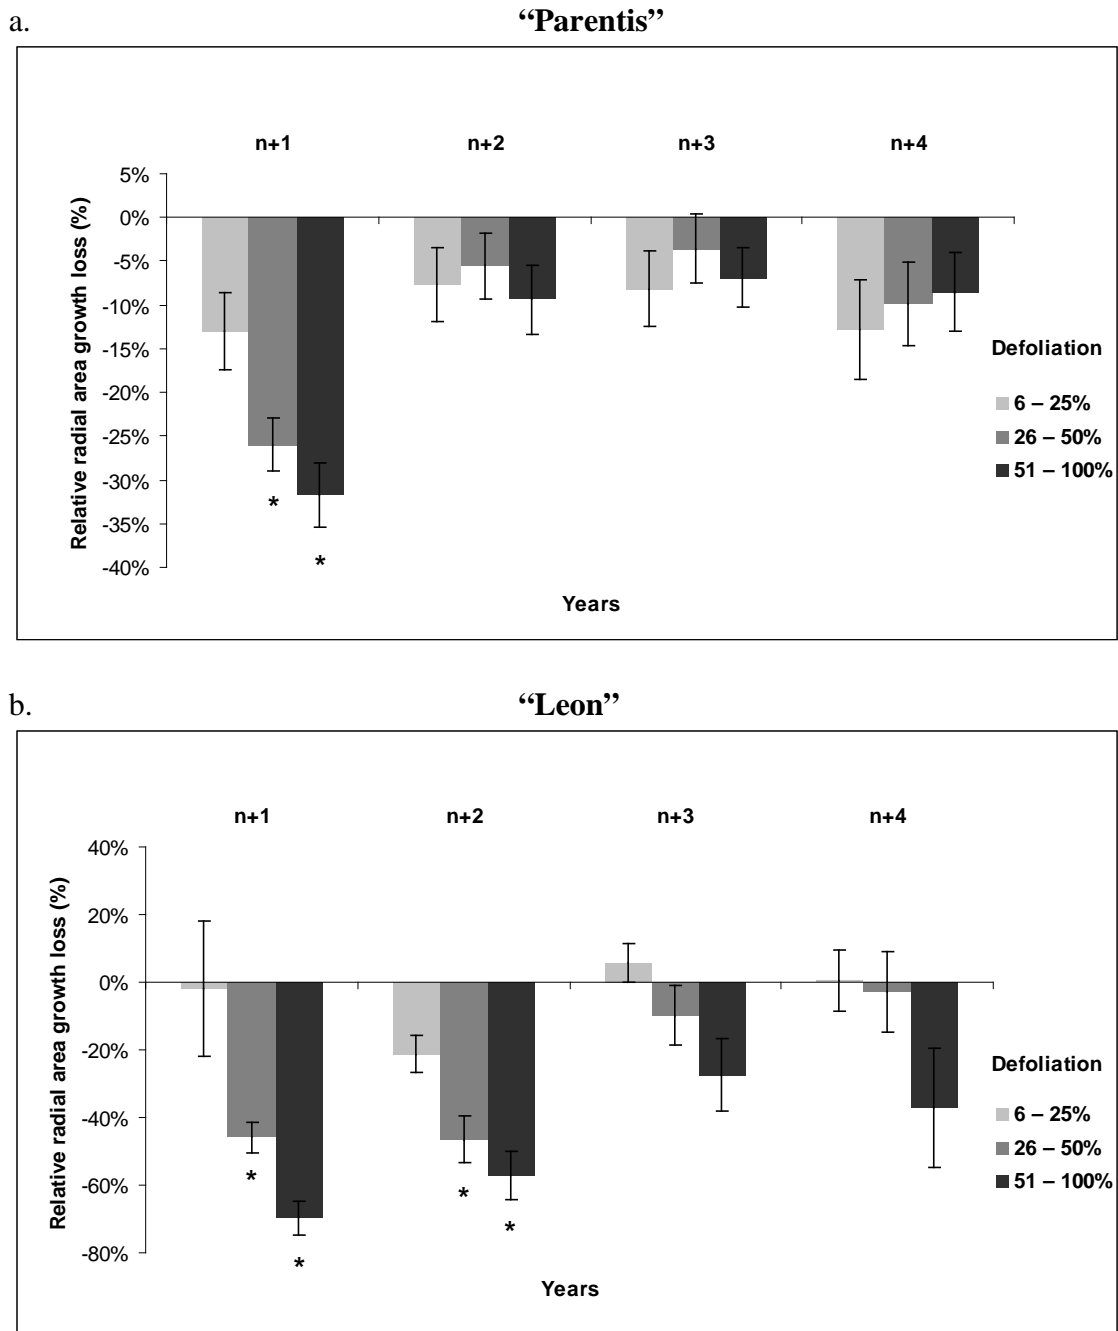 a.
“Parentis”
n+1 n+2 n+3 n+4
5%
0%
-5%
-10%
-15%
-20%
-25%
-30%
-35%
-40%
Relative radial area growth loss (%)
* *
Years
Defoliation
6 – 25%
26 – 50%
51 – 100%
b.
“Leon”
n+1 n+2 n+3 n+4
40%
20%
0%
-20%
-40%
-60%
-80%
Relative radial area growth loss (%)
* * * *
Years
Defoliation
6 – 25%
26 – 50%
51 – 100%